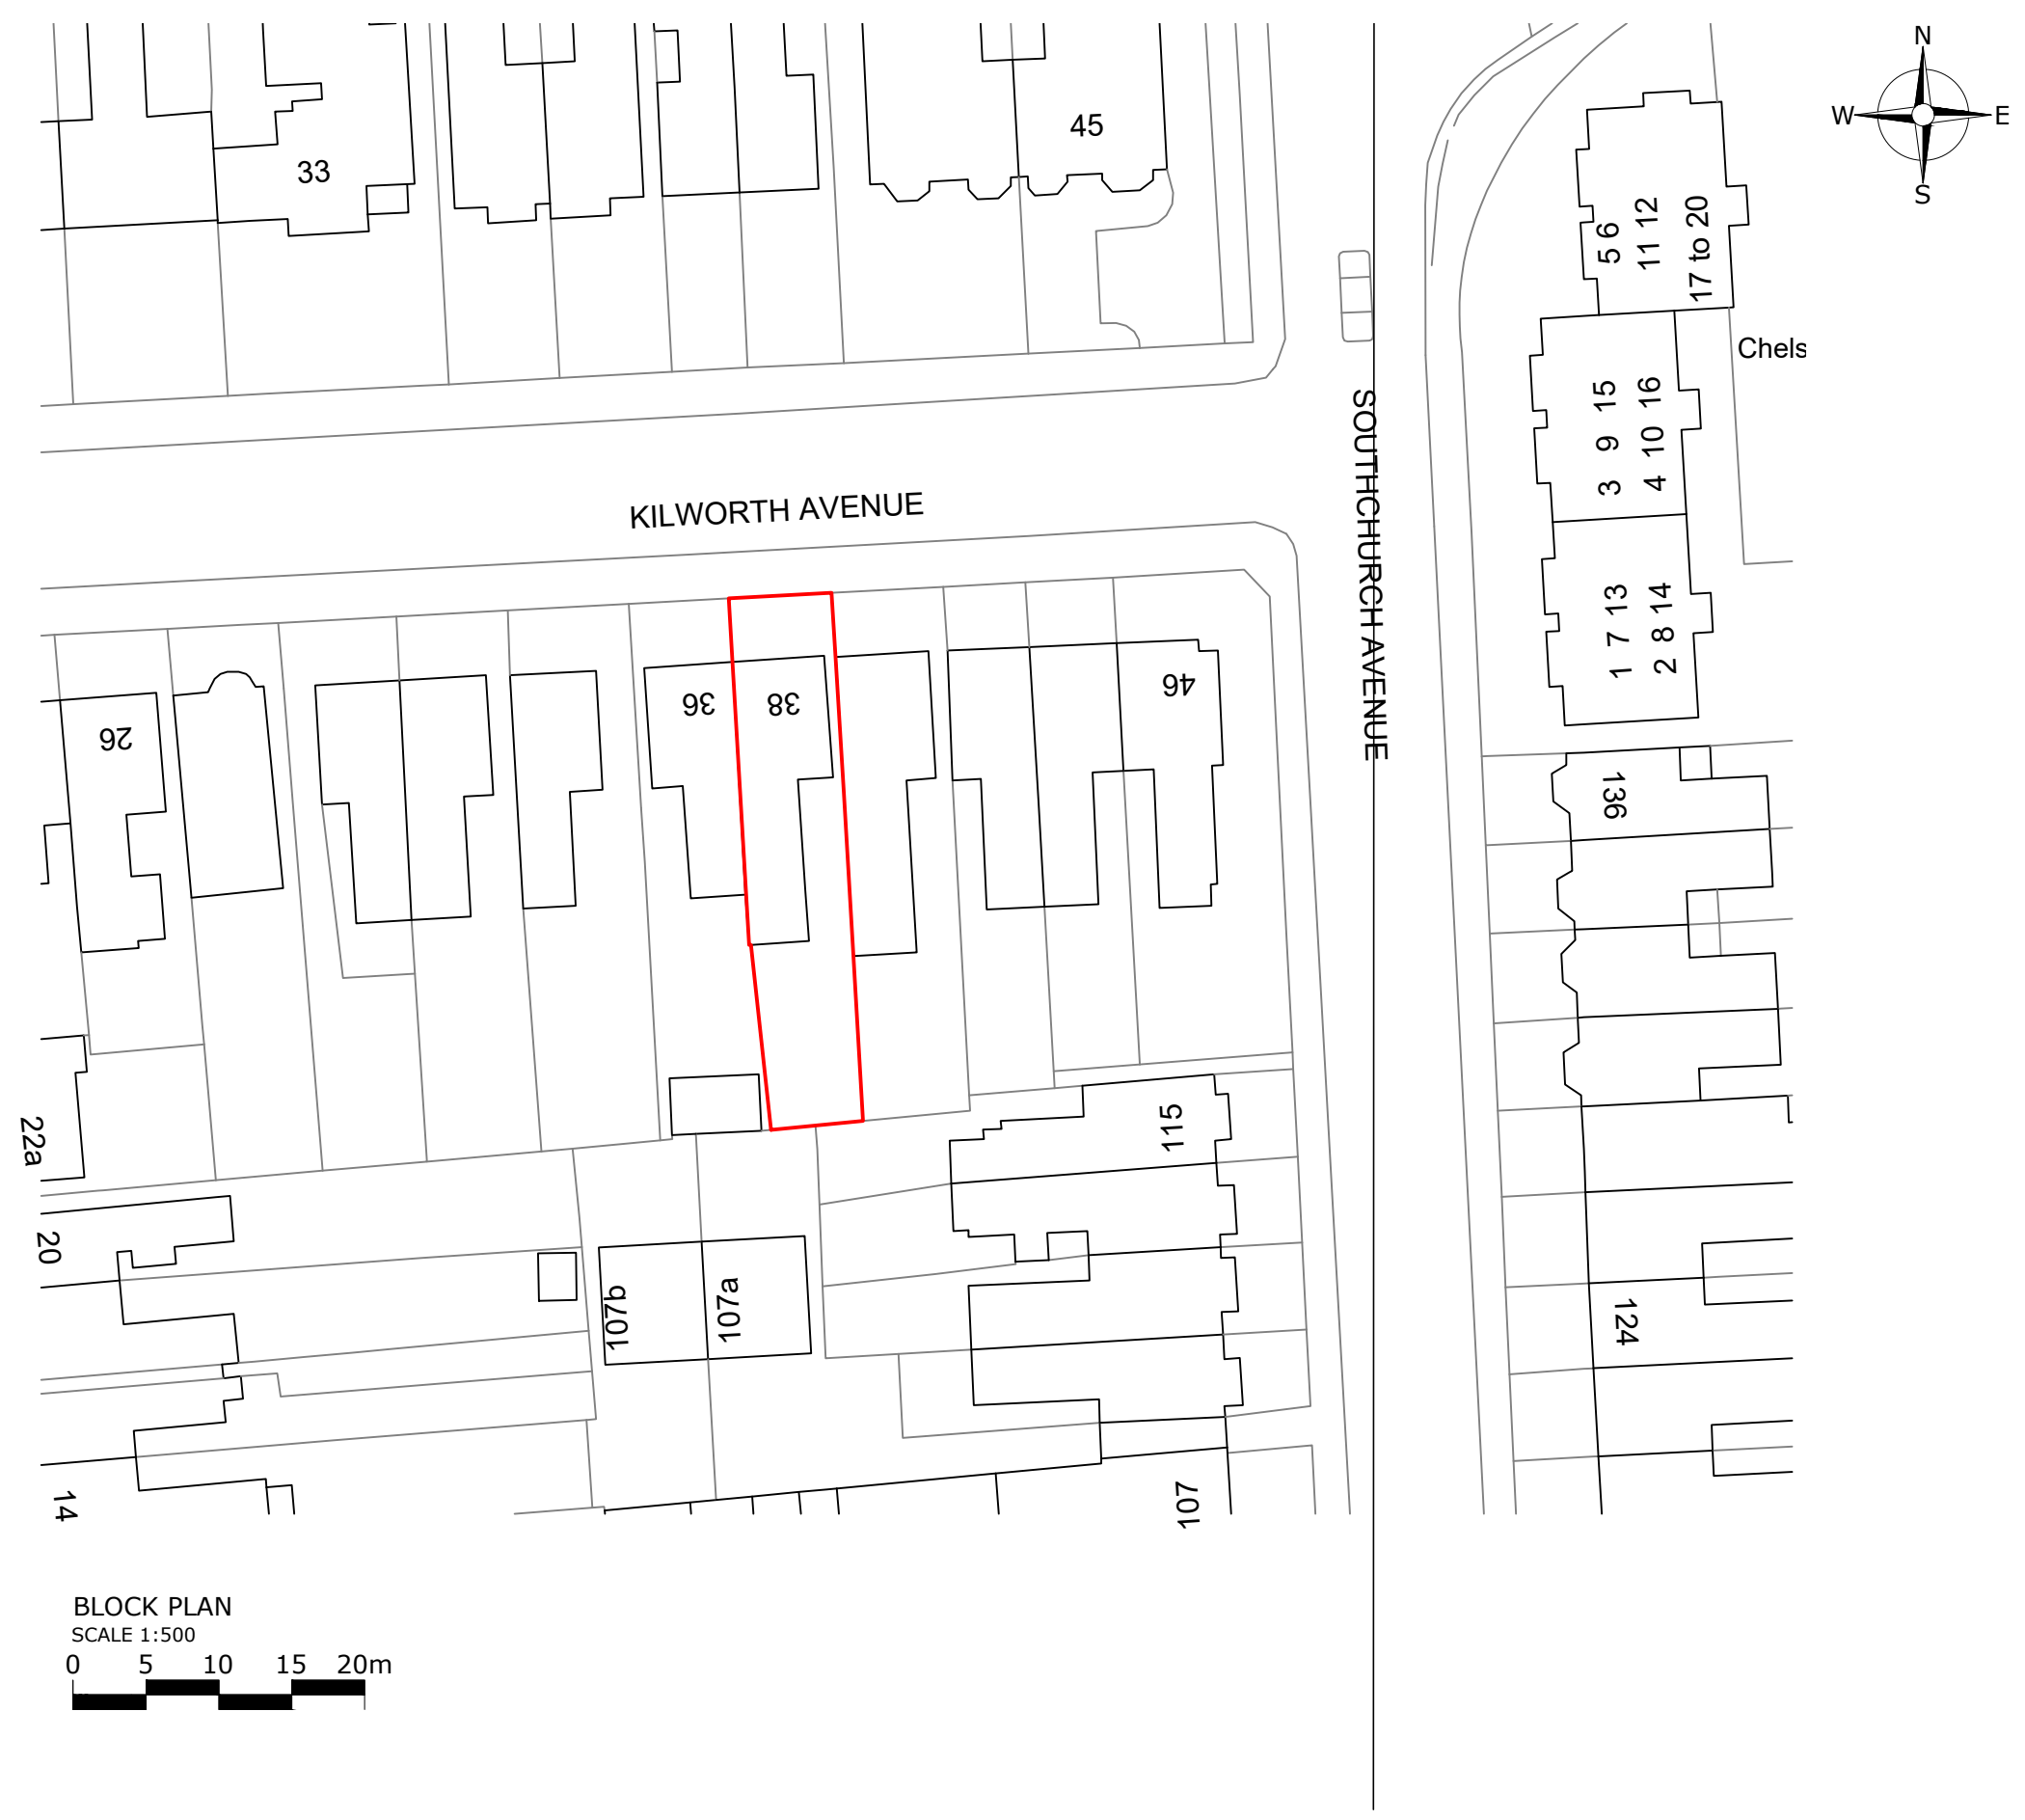 N
W E
S
33
45
5 6
11 12
17 to 20
Chels
3 9 15
4 10 16
KILWORTH AVENUE
SOUTHCHURCH AVENUE
1 7 13
2 8 14
26
36
38
46
136
22a
115
20
107b
107a
124
14
107
BLOCK PLAN
SCALE 1:500
0 5 10 15 20m